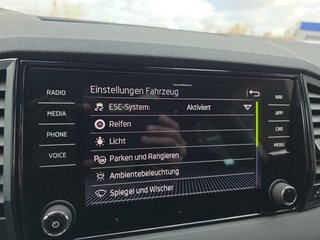 Einstellungen Fahrzeug
RADIO
MEDIA
PHONE
VOICE
ESC-System: Aktiviert
Reifen
Licht
Parken und Rangieren
Ambientebeleuchtung
Spiegel und Wischer
NAV
APP
CAR
MENU